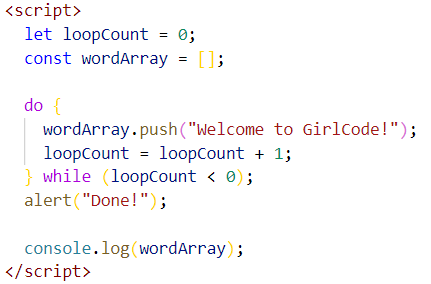 <script>
let loopCount = 0;
const wordArray = [];
do {
wordArray.push("Welcome to GirlCode!");
loopCount = loopCount + 1;
} while (loopCount < 0);
alert("Done!");
console.log(wordArray);
</script>